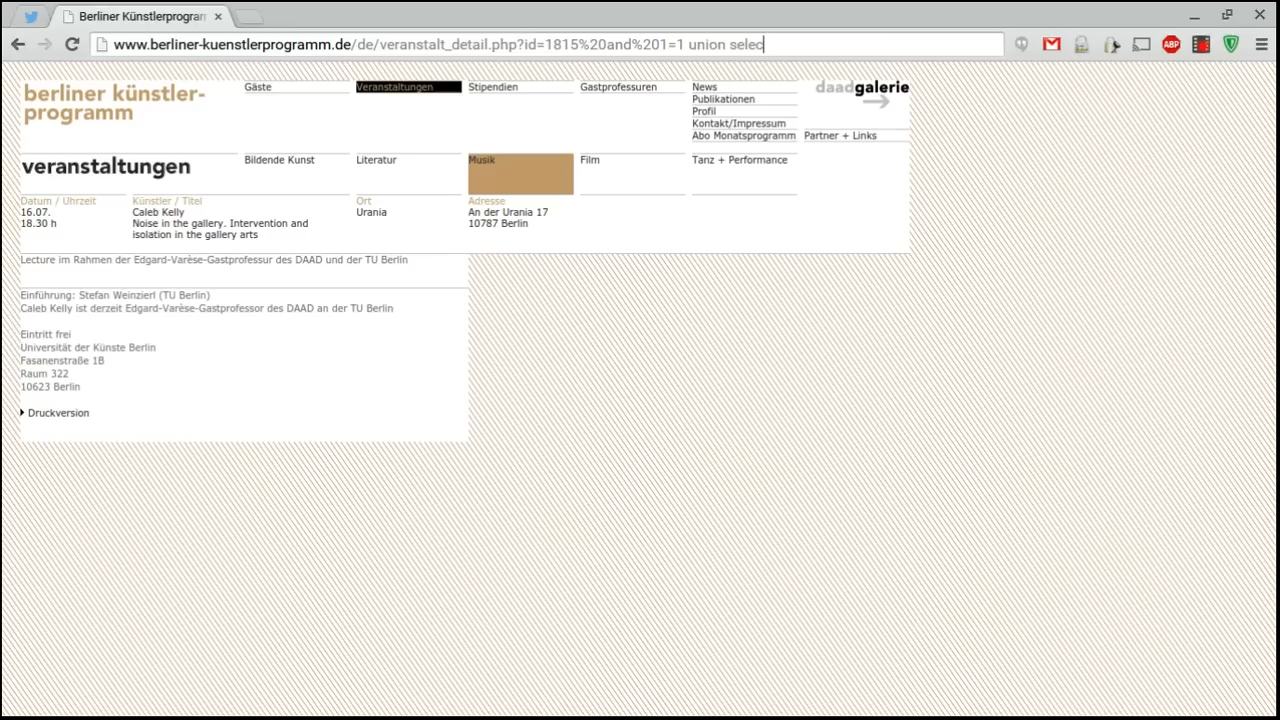 Berliner Künstlerprogram
www.berliner-kuenstlerprogramm.de/de/veranstalt_detail.php?id=1815%20and%201=1 union selec
ABP
berliner künstler-
programm
Gäste
Veranstaltungen
Stipendien
Gastprofessuren
News
Publikationen
Profil
Kontakt/Impressum
Abo Monatsprogramm
Partner + Links
daadgalerie
veranstaltungen
Bildende Kunst
Literatur
Musik
Film
Tanz + Performance
Datum / Uhrzeit
16.07.
18.30 h
Künstler / Titel
Caleb Kelly
Noise in the gallery. Intervention and
isolation in the gallery arts
Ort
Urania
Adresse
An der Urania 17
10787 Berlin
Lecture im Rahmen der Edgard-Varèse-Gastprofessur des DAAD und der TU Berlin
Einführung: Stefan Weinzierl (TU Berlin)
Caleb Kelly ist derzeit Edgard-Varèse-Gastprofessor des DAAD an der TU Berlin
Eintritt frei
Universität der Künste Berlin
Fasanenstraße 1B
Raum 322
10623 Berlin
Druckversion